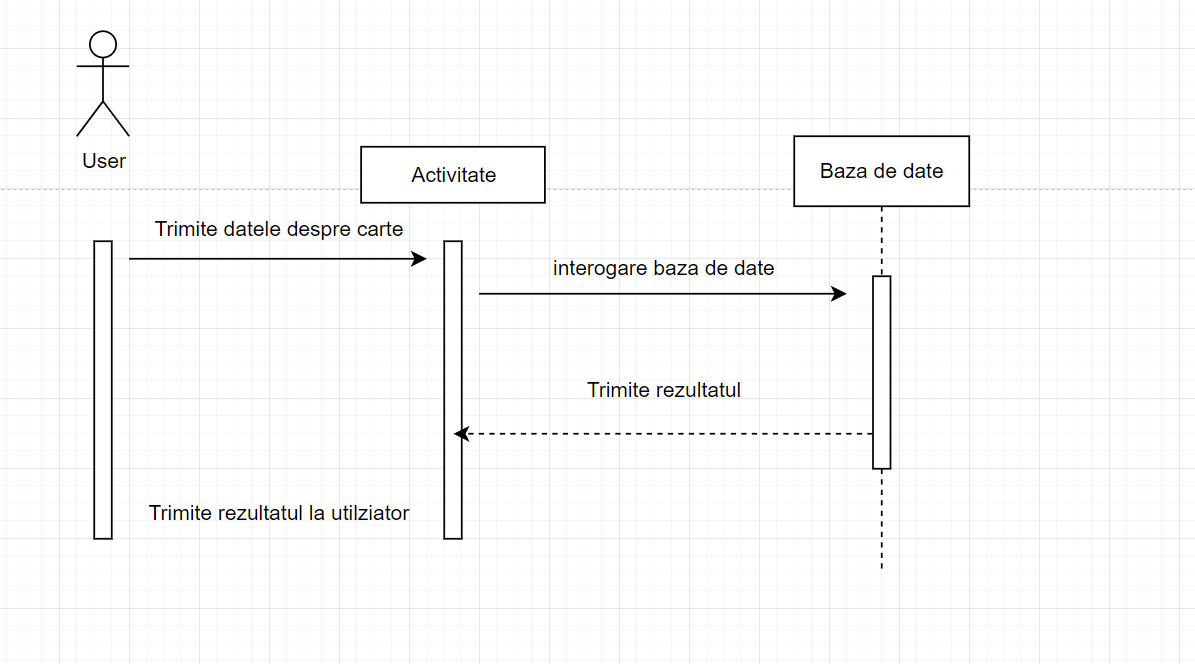 User
Activitate
Baza de date
Trimite datele despre carte
interogare baza de date
Trimite rezultatul
Trimite rezultatul la utilziator